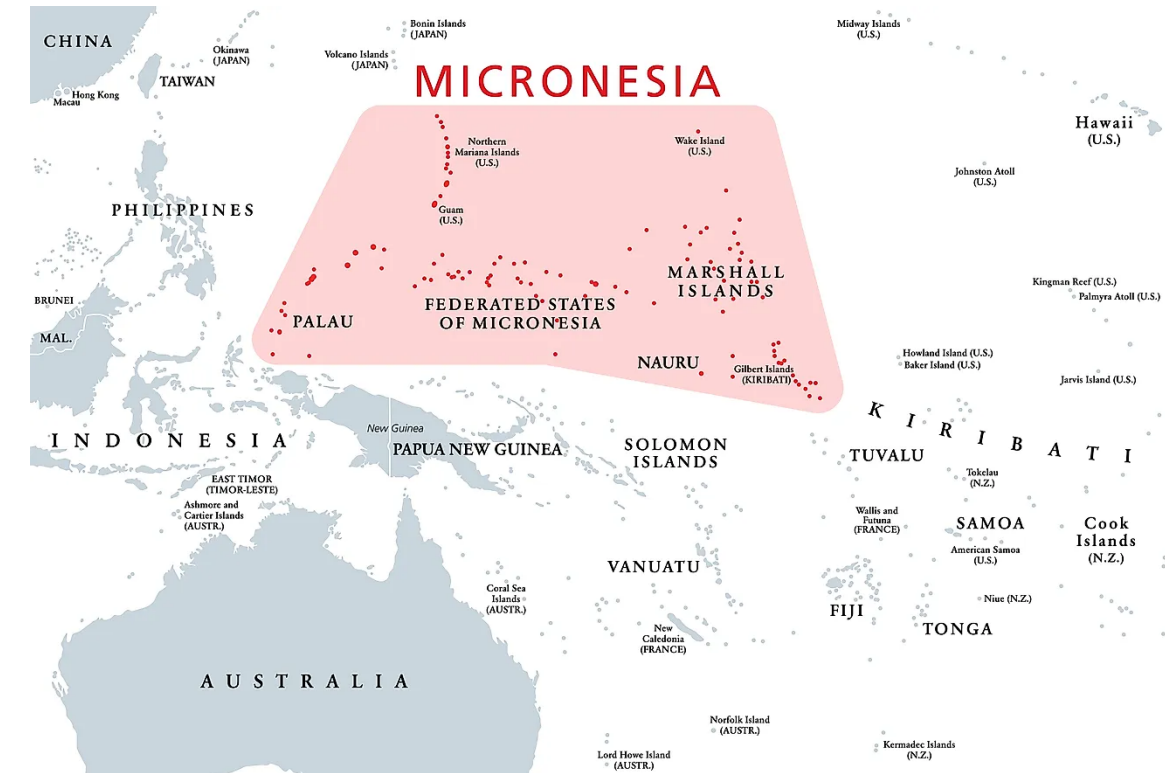 Bonin Islands
(JAPAN)
Midway Islands
(U.S.)
CHINA
Okinawa
(JAPAN)
Volcano Islands
(JAPAN)
MICRONESIA
TAIWAN
Hong Kong
Macau
Hawaii
(U.S.)
Northern
Mariana Islands
(U.S.)
Wake Island
(U.S.)
Johnston Atoll
(U.S.)
PHILIPPINES
Guam
(U.S.)
MARSHALL
ISLANDS
Kingman Reef (U.S.)
Palmyra Atoll (U.S.)
BRUNEI
FEDERATED STATES
OF MICRONESIA
PALAU
MAL.
NAURU
Gilbert Islands
(KIRIBATI)
Howland Island (U.S.)
Baker Island (U.S.)
Jarvis Island (U.S.)
KIRIBATI
New Guinea
INDONESIA
PAPUA NEW GUINEA
SOLOMON
ISLANDS
TUVALU
Tokelau
(N.Z.)
EAST TIMOR
(TIMOR-LESTE)
Ashmore and
Cartier Islands
(AUSTR.)
Wallis and
Futuna
(FRANCE)
SAMOA
American Samoa
(U.S.)
Cook
Islands
(N.Z.)
VANUATU
Coral Sea
Islands
(AUSTR.)
Niue (N.Z.)
FIJI
TONGA
New
Caledonia
(FRANCE)
AUSTRALIA
Norfolk Island
(AUSTR.)
Lord Howe Island
(AUSTR.)
Kermadec Islands
(N.Z.)